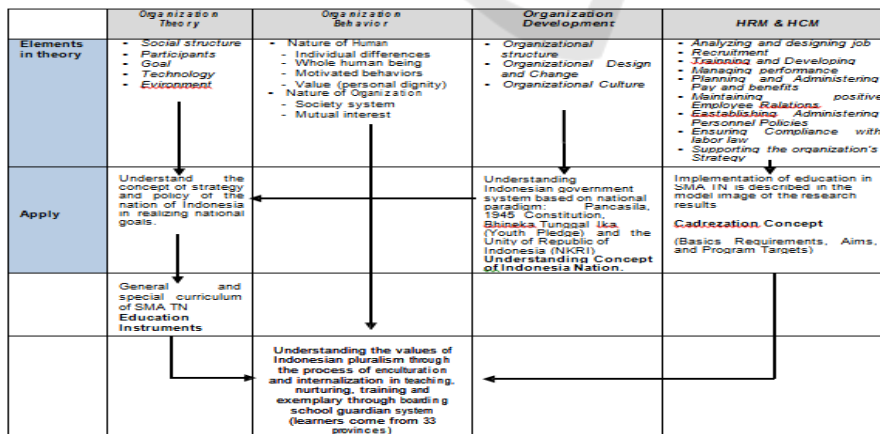 Organization
Theory
Organization
Behavior
Organization
Development
HRM & HCM
Elements
in theory
- Social structure
- Participants
- Goal
- Technology
- Evironment
- Nature of Human
- Individual differences
- Whole human being
- Motivated behaviors
- Value (personal dignity)
- Nature of Organization
- Society system
- Mutual interest
- Organizational
structure
- Organizational Design
and Change
- Organizational Culture
- Analyzing and designing job
- Recruitment
- Trainning and Developing
- Managing performance
- Planning and Administering
Pay and benefits
- Maintaining positive
Employee Relations
- Eastablishing Administering
Personnel Policies
- Ensuring Compliance with
labor law
- Supporting the organization's
Strategy
Apply
Understand the
concept of strategy
and policy of the
nation of Indonesia
in realizing national
goals.
Understanding
Indonesian government
system based on national
paradigm: Pancasila,
1945 Constitution,
Bhineka Tunggal Ika
(Youth Pledge) and the
Unity of Republic of
Indonesia (NKRI)
Understanding Concept
of Indonesia Nation.
Implementation of education in
SMA TN is described in the
model image of the research
results
Cadrezation Concept
(Basics Requirements, Aims,
and Program Targets)
General and
special curriculum
of SMA TN
Education
Instruments
Understanding the values of
Indonesian pluralism through
the process of enculturation
and internalization in teaching,
nurturing, training and
exemplary through boarding
school guardian system
(learners come from 33
provinces)